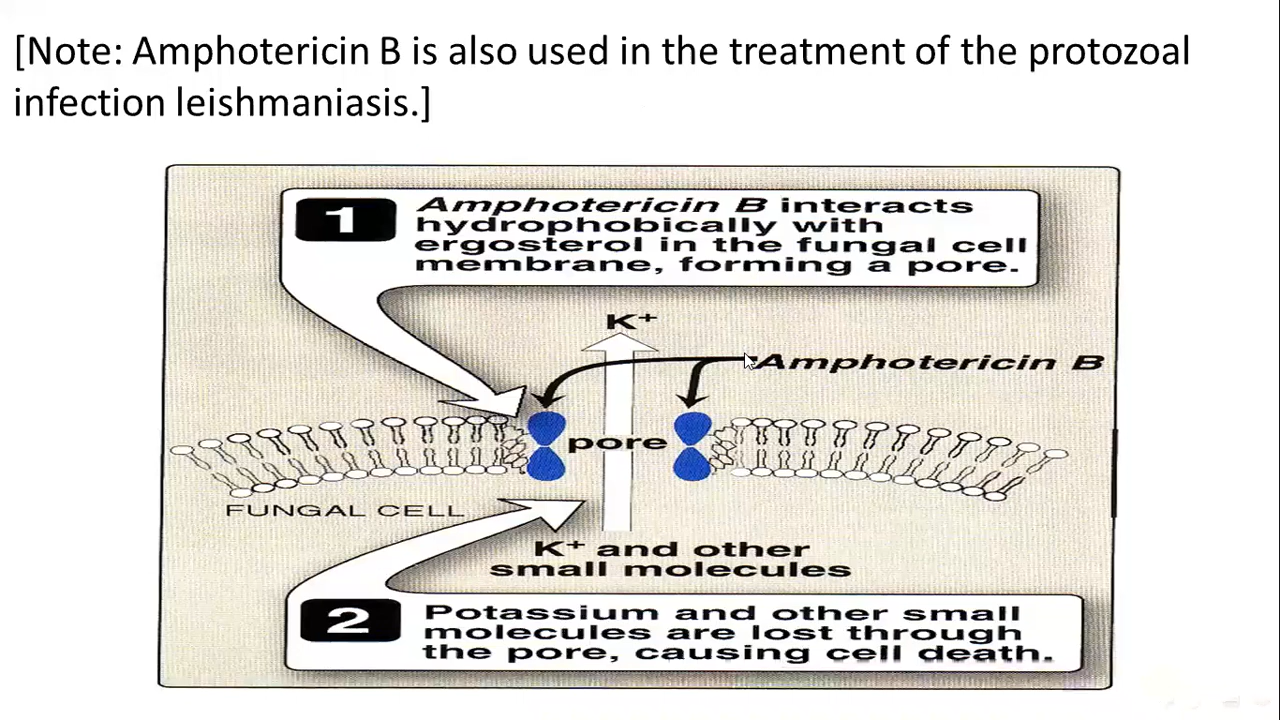 [Note: Amphotericin B is also used in the treatment of the protozoal
infection leishmaniasis.]
1
Amphotericin B interacts
hydrophobically with
ergosterol in the fungal cell
membrane, forming a pore.
K+
Amphotericin B
pore
FUNGAL CELL
K+ and other
small molecules
2
Potassium and other small
molecules are lost through
the pore, causing cell death.